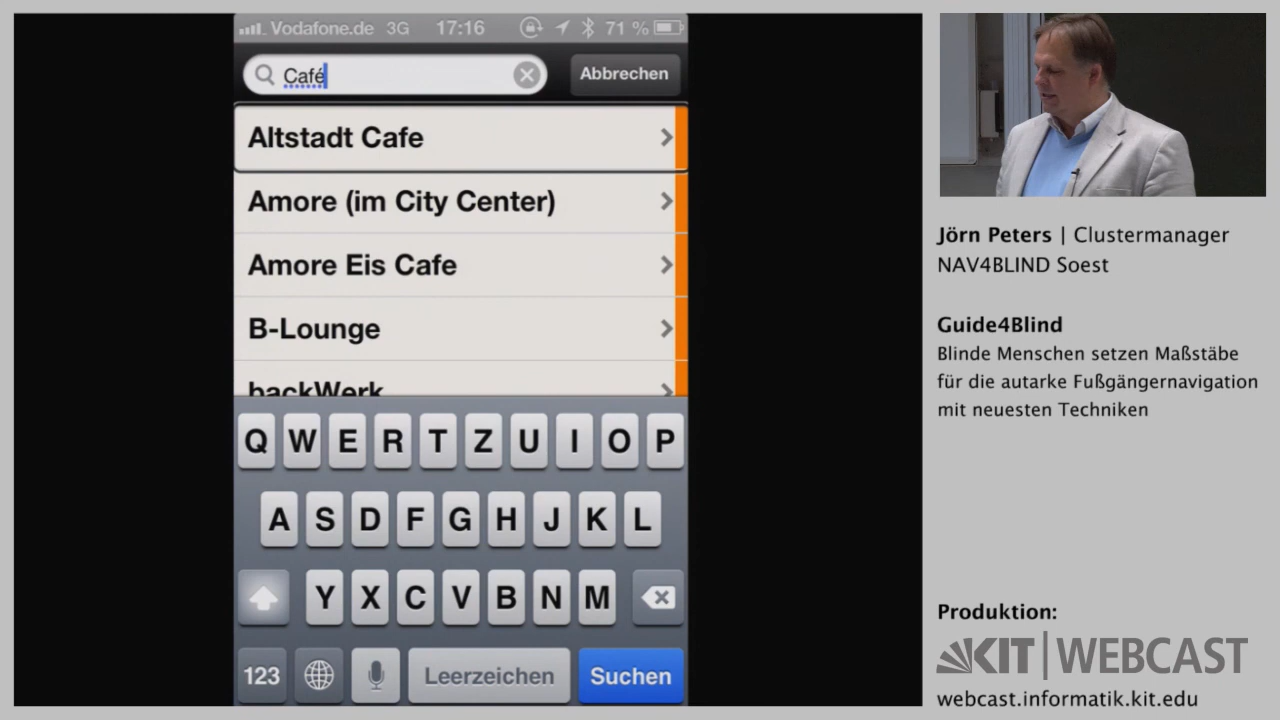 Vodafone.de 3G 17:16 71 %
Café
Abbrechen
Altstadt Cafe
Amore (im City Center)
Amore Eis Cafe
B-Lounge
backWerk
Q W E R T Z U I O P
A S D F G H J K L
Y X C V B N M
123 Leerzeichen Suchen
Jörn Peters | Clustermanager
NAV4BLIND Soest
Guide4Blind
Blinde Menschen setzen Maßstäbe
für die autarke Fußgängernavigation
mit neuesten Techniken
Produktion:
KIT | WEBCAST
webcast.informatik.kit.edu